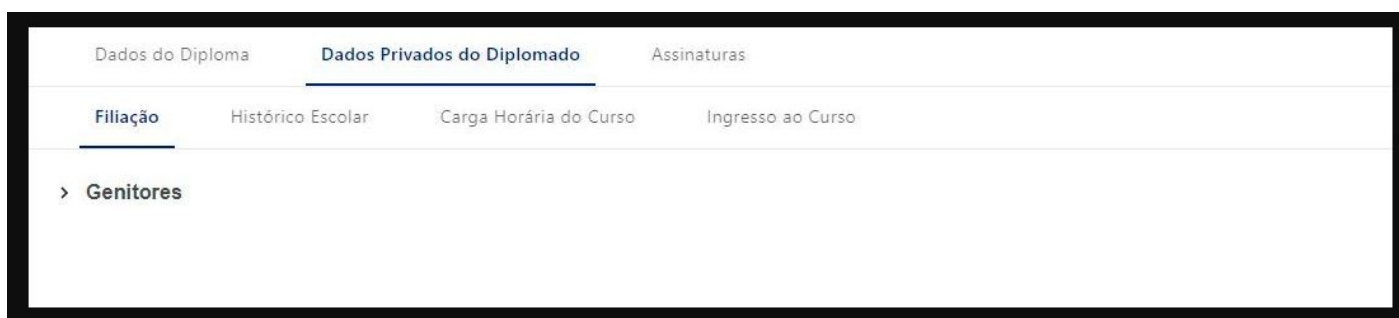 Dados do Diploma Dados Privados do Diplomado Assinaturas
Filiação Histórico Escolar Carga Horária do Curso Ingresso ao Curso
> Genitores